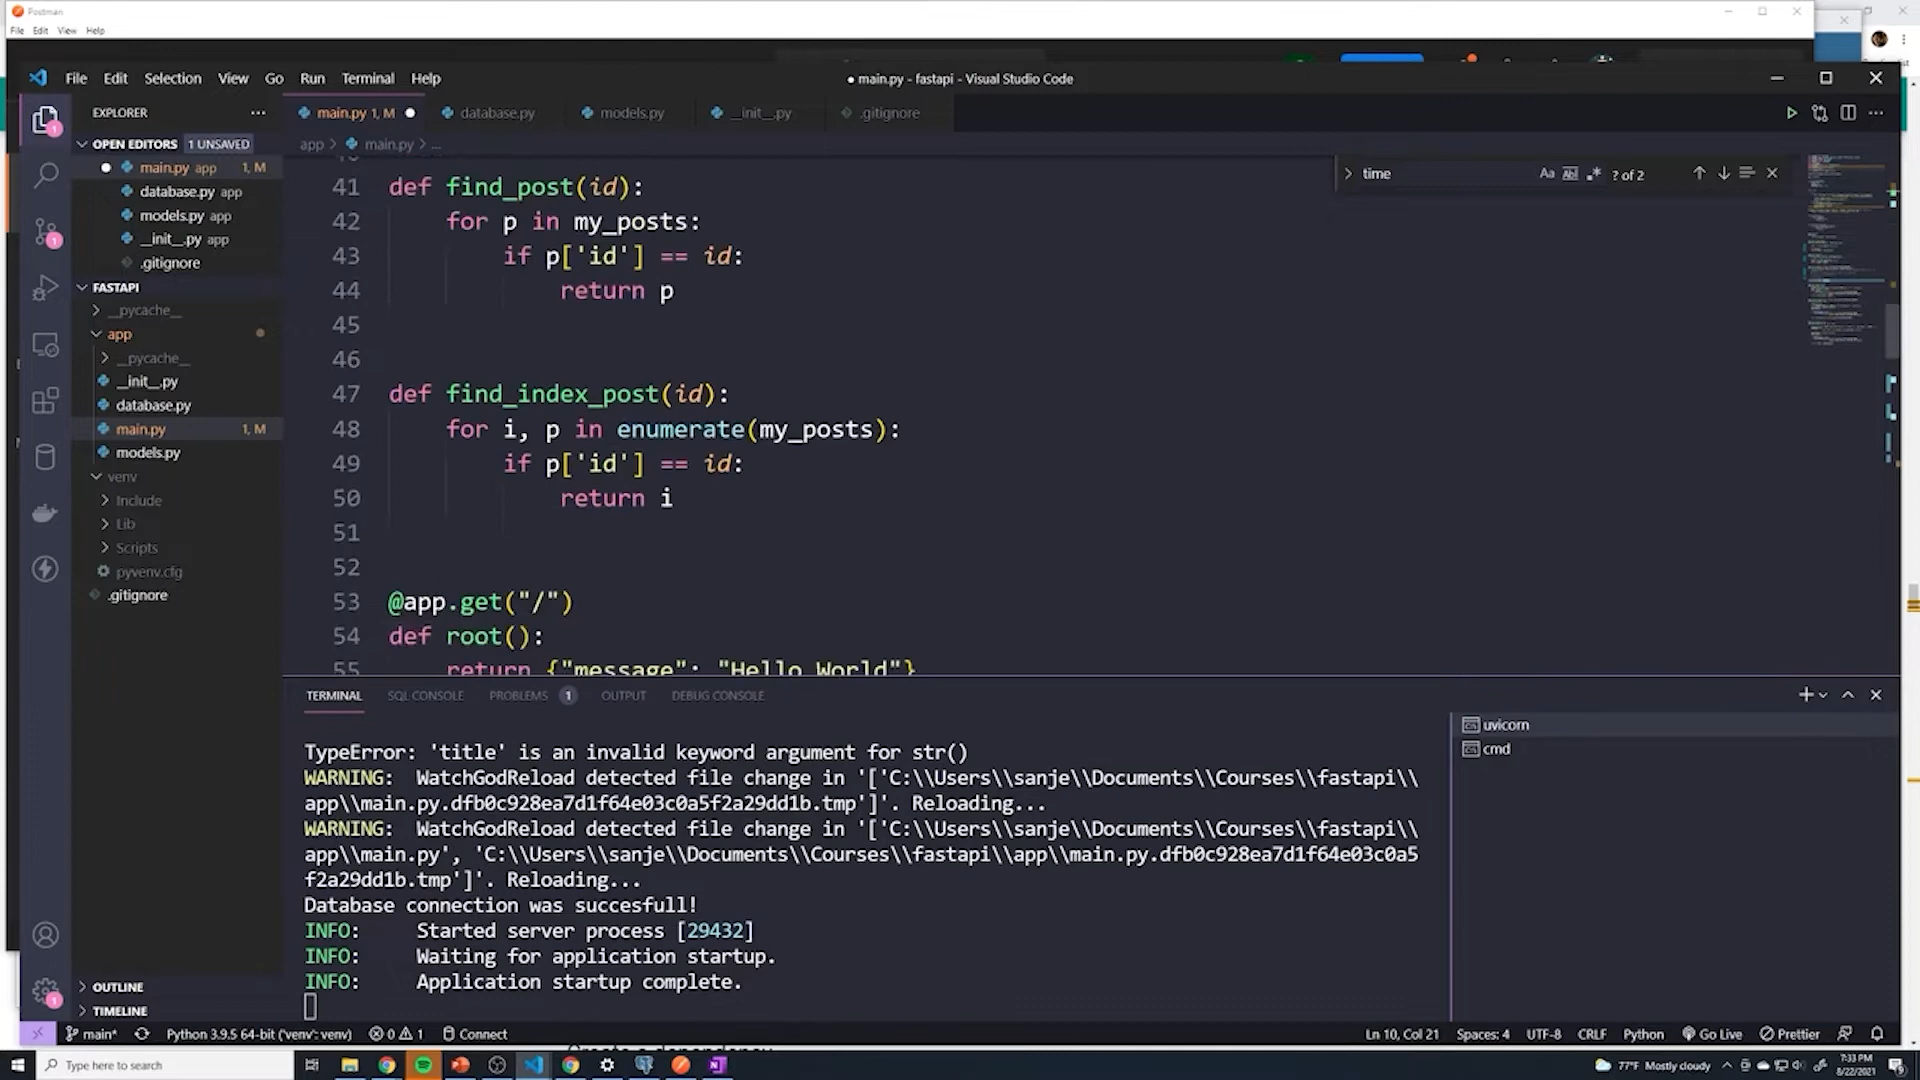 Postman
File Edit View Help
File Edit Selection View Go Run Terminal Help
● main.py - fastapi - Visual Studio Code
EXPLORER ···
main.py 1, M ●
database.py
models.py
__init__.py
.gitignore
OPEN EDITORS 1 UNSAVED
app > main.py > ...
main.py app 1, M
database.py app
models.py app
__init__.py app
.gitignore
FASTAPI
__pycache__
app
__pycache__
__init__.py
database.py
main.py 1, M
models.py
venv
Include
Lib
Scripts
pyvenv.cfg
.gitignore
OUTLINE
TIMELINE
time Aa Abl .* ? of 2
41 def find_post(id):
42 for p in my_posts:
43 if p['id'] == id:
44 return p
45
46
47 def find_index_post(id):
48 for i, p in enumerate(my_posts):
49 if p['id'] == id:
50 return i
51
52
53 @app.get("/")
54 def root():
55 return {"message": "Hello World"}
TERMINAL SQL CONSOLE PROBLEMS 1 OUTPUT DEBUG CONSOLE
TypeError: 'title' is an invalid keyword argument for str()
WARNING: WatchGodReload detected file change in '['C:\\Users\\sanje\\Documents\\Courses\\fastapi\\
app\\main.py.dfb0c928ea7d1f64e03c0a5f2a29dd1b.tmp']'. Reloading...
WARNING: WatchGodReload detected file change in '['C:\\Users\\sanje\\Documents\\Courses\\fastapi\\
app\\main.py', 'C:\\Users\\sanje\\Documents\\Courses\\fastapi\\app\\main.py.dfb0c928ea7d1f64e03c0a5
f2a29dd1b.tmp']'. Reloading...
Database connection was succesfull!
INFO: Started server process [29432]
INFO: Waiting for application startup.
INFO: Application startup complete.
uvicorn
cmd
main* Python 3.9.5 64-bit ('venv': venv) 0 1 Connect
Ln 10, Col 21 Spaces: 4 UTF-8 CRLF Python Go Live Prettier
Type here to search
77°F Mostly cloudy
7:33 PM
8/22/2021